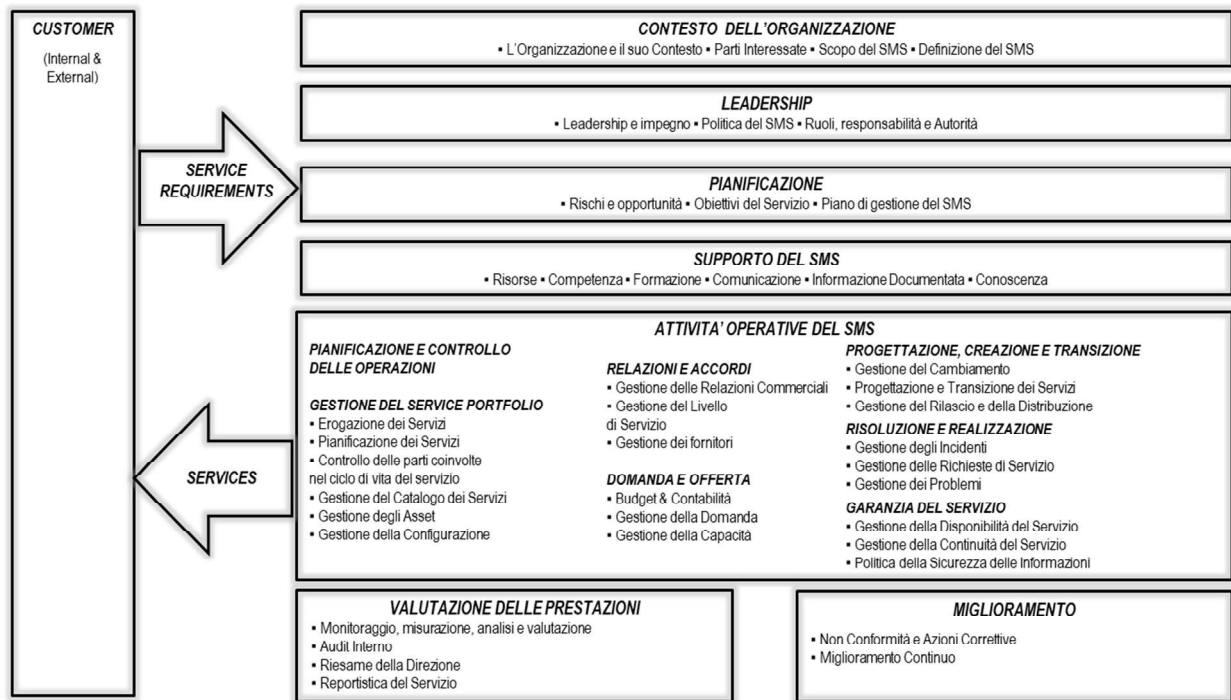 CUSTOMER
(Internal &
External)
SERVICE
REQUIREMENTS
SERVICES
CONTESTO DELL'ORGANIZZAZIONE
▪ L'Organizzazione e il suo Contesto ▪ Parti Interessate ▪ Scopo del SMS ▪ Definizione del SMS
LEADERSHIP
▪ Leadership e impegno ▪ Politica del SMS ▪ Ruoli, responsabilità e Autorità
PIANIFICAZIONE
▪ Rischi e opportunità ▪ Obiettivi del Servizio ▪ Piano di gestione del SMS
SUPPORTO DEL SMS
▪ Risorse ▪ Competenza ▪ Formazione ▪ Comunicazione ▪ Informazione Documentata ▪ Conoscenza
ATTIVITA' OPERATIVE DEL SMS
PIANIFICAZIONE E CONTROLLO
DELLE OPERAZIONI
GESTIONE DEL SERVICE PORTFOLIO
▪ Erogazione dei Servizi
▪ Pianificazione dei Servizi
▪ Controllo delle parti coinvolte
nel ciclo di vita del servizio
▪ Gestione del Catalogo dei Servizi
▪ Gestione degli Asset
▪ Gestione della Configurazione
RELAZIONI E ACCORDI
▪ Gestione delle Relazioni Commerciali
▪ Gestione del Livello
di Servizio
▪ Gestione dei fornitori
DOMANDA E OFFERTA
▪ Budget & Contabilità
▪ Gestione della Domanda
▪ Gestione della Capacità
PROGETTAZIONE, CREAZIONE E TRANSIZIONE
▪ Gestione del Cambiamento
▪ Progettazione e Transizione dei Servizi
▪ Gestione del Rilascio e della Distribuzione
RISOLUZIONE E REALIZZAZIONE
▪ Gestione degli Incidenti
▪ Gestione delle Richieste di Servizio
▪ Gestione dei Problemi
GARANZIA DEL SERVIZIO
▪ Gestione della Disponibilità del Servizio
▪ Gestione della Continuità del Servizio
▪ Politica della Sicurezza delle Informazioni
VALUTAZIONE DELLE PRESTAZIONI
▪ Monitoraggio, misurazione, analisi e valutazione
▪ Audit Interno
▪ Riesame della Direzione
▪ Reportistica del Servizio
MIGLIORAMENTO
▪ Non Conformità e Azioni Correttive
▪ Miglioramento Continuo